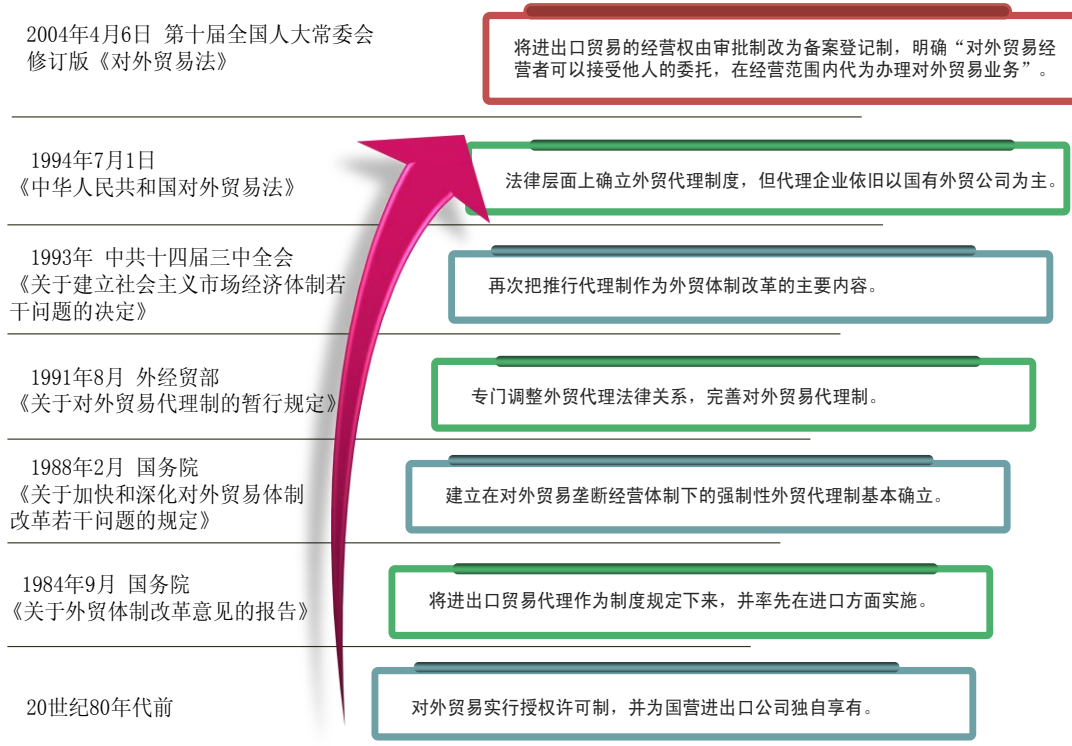 2004年4月6日 第十届全国人大常委会
修订版《对外贸易法》
将进出口贸易的经营权由审批制改为备案登记制，明确“对外贸易经
营者可以接受他人的委托，在经营范围内代为办理对外贸易业务”。
1994年7月1日
《中华人民共和国对外贸易法》
法律层面上确立外贸代理制度，但代理企业依旧以国有外贸公司为主。
1993年 中共十四届三中全会
《关于建立社会主义市场经济体制若
干问题的决定》
再次把推行代理制作为外贸体制改革的主要内容。
1991年8月 外经贸部
《关于对外贸易代理制的暂行规定》
专门调整外贸代理法律关系，完善对外贸易代理制。
1988年2月 国务院
《关于加快和深化对外贸易体制
改革若干问题的规定》
建立在对外贸易垄断经营体制下的强制性外贸代理制基本确立。
1984年9月 国务院
《关于外贸体制改革意见的报告》
将进出口贸易代理作为制度规定下来，并率先在进口方面实施。
20世纪80年代前
对外贸易实行授权许可制，并为国营进出口公司独自享有。